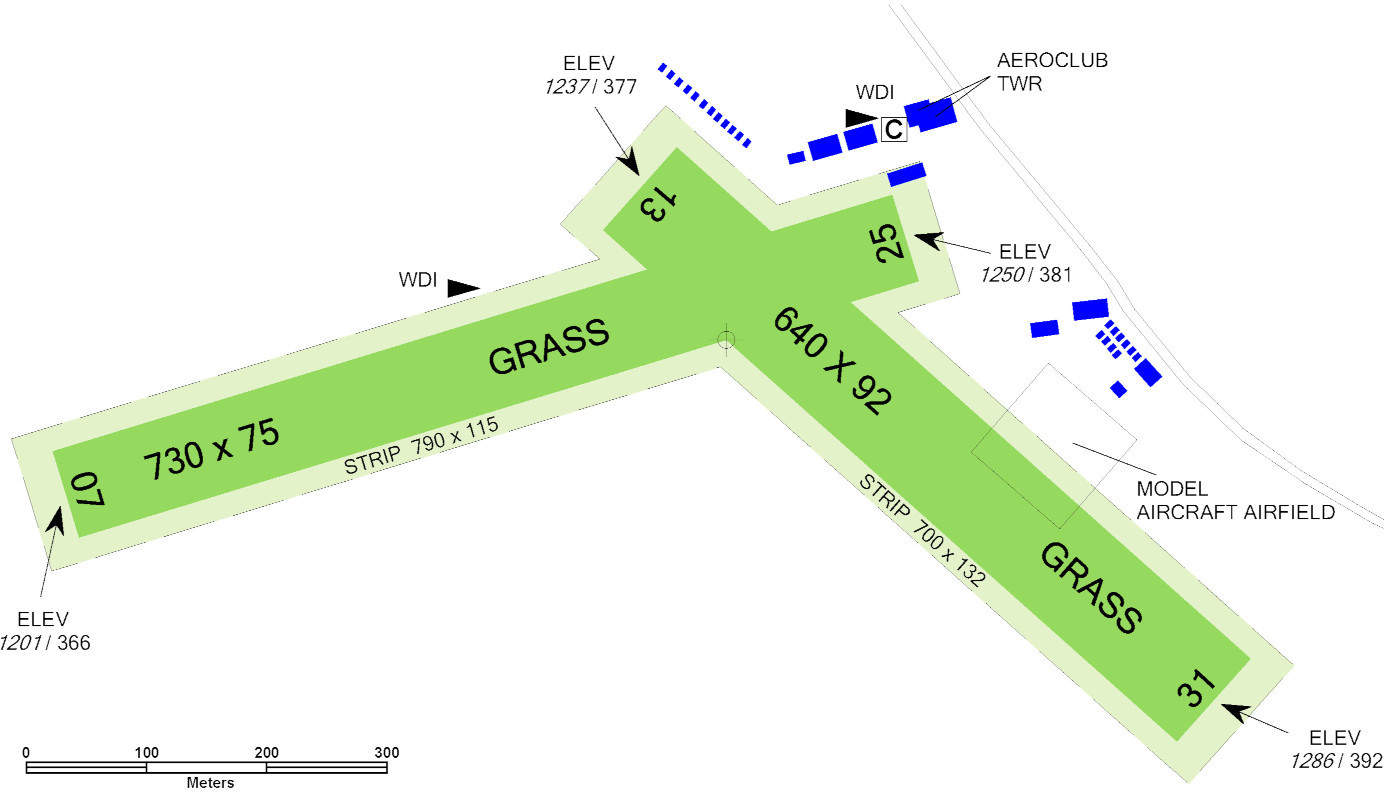 ELEV
1237 / 377
AEROCLUB
TWR
WDI
C
13
25
ELEV
1250 / 381
WDI
GRASS
640 X 92
730 x 75
STRIP 790 x 115
07
STRIP 700 x 132
MODEL
AIRCRAFT AIRFIELD
GRASS
ELEV
1201 / 366
31
ELEV
1286 / 392
0 100 200 300
Meters